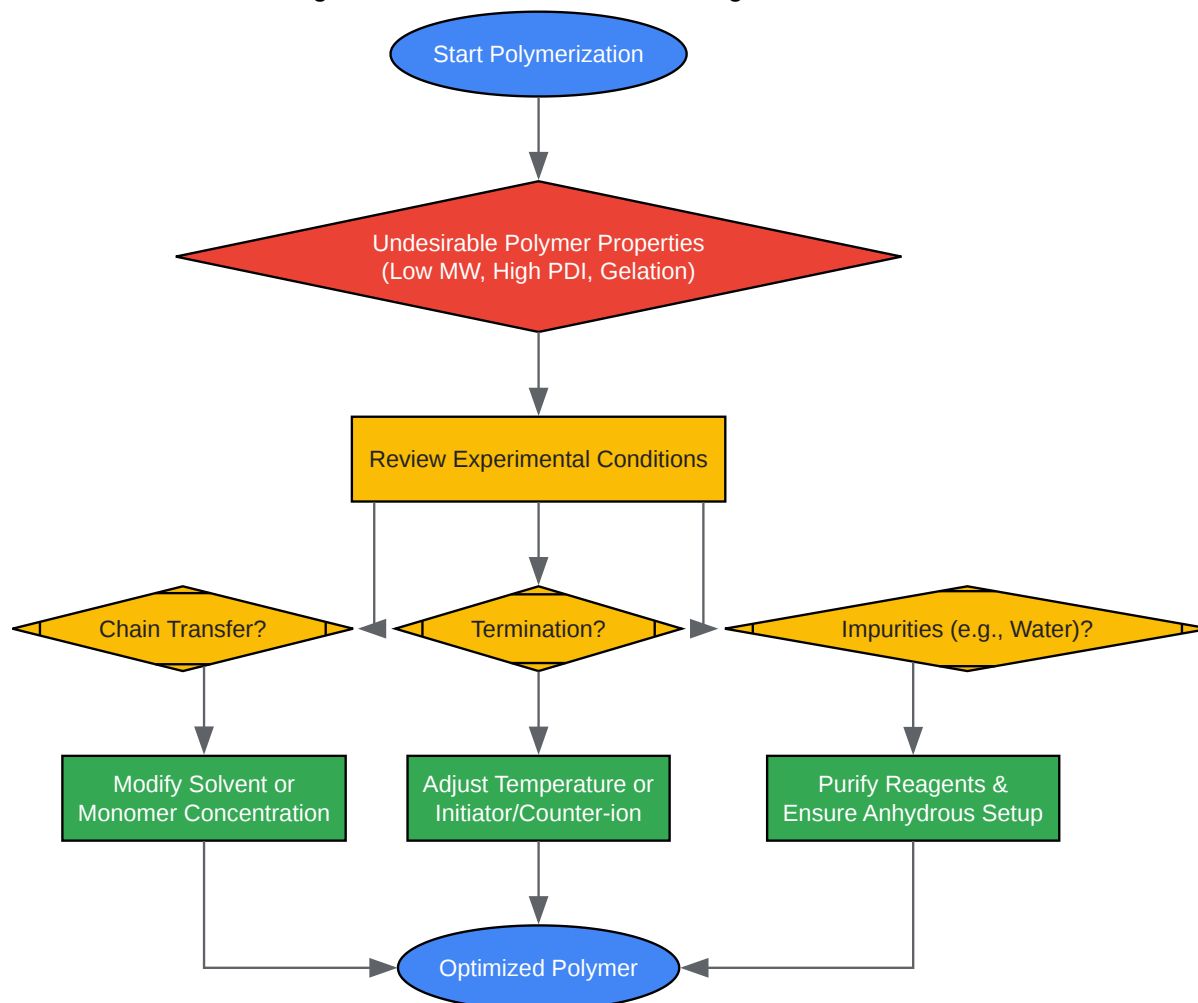 Start Polymerization
Undesirable Polymer Properties
(Low MW, High PDI, Gelation)
Review Experimental Conditions
Chain Transfer?
Termination?
Impurities (e.g., Water)?
Modify Solvent or
Monomer Concentration
Adjust Temperature or
Initiator/Counter-ion
Purify Reagents &
Ensure Anhydrous Setup
Optimized Polymer